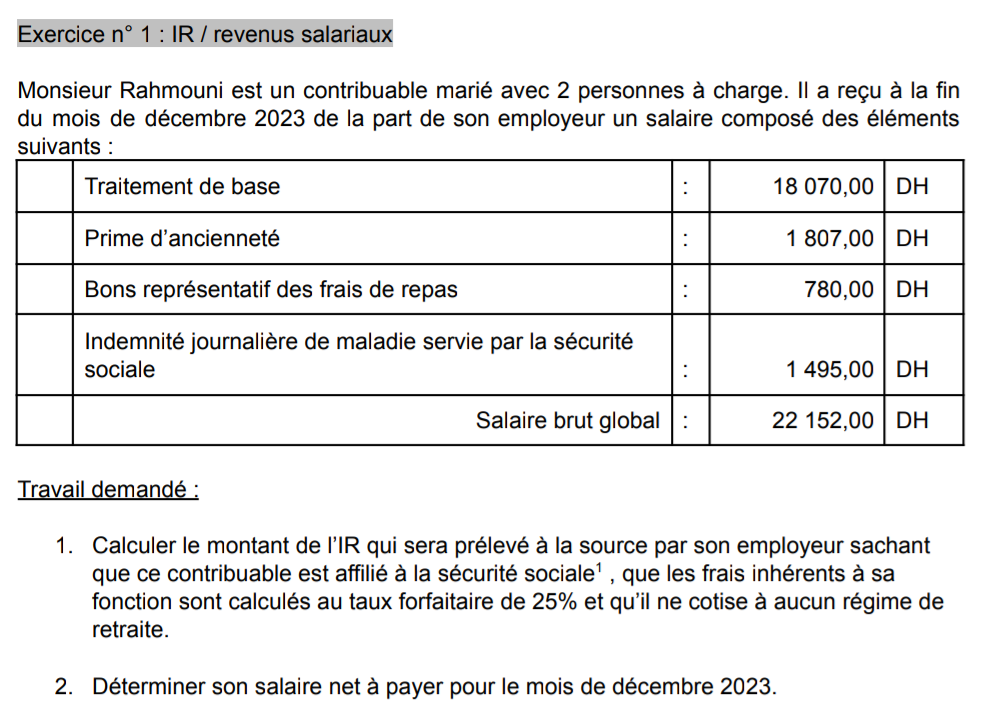 Exercice n° 1 : IR / revenus salariaux
Monsieur Rahmouni est un contribuable marié avec 2 personnes à charge. Il a reçu à la fin
du mois de décembre 2023 de la part de son employeur un salaire composé des éléments
suivants :
Traitement de base : 18 070,00 DH
Prime d’ancienneté : 1 807,00 DH
Bons représentatif des frais de repas : 780,00 DH
Indemnité journalière de maladie servie par la sécurité
sociale : 1 495,00 DH
Salaire brut global : 22 152,00 DH
Travail demandé :
1. Calculer le montant de l’IR qui sera prélevé à la source par son employeur sachant
que ce contribuable est affilié à la sécurité sociale¹ , que les frais inhérents à sa
fonction sont calculés au taux forfaitaire de 25% et qu’il ne cotise à aucun régime de
retraite.
2. Déterminer son salaire net à payer pour le mois de décembre 2023.